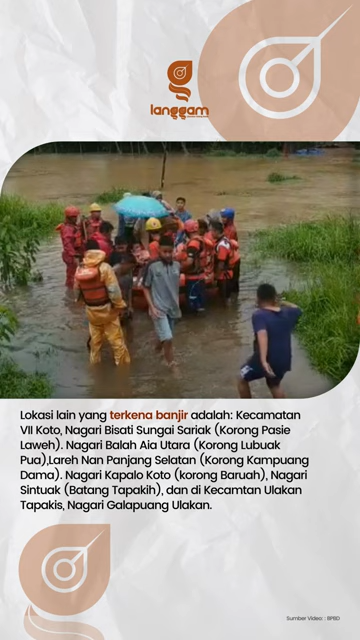 langgam
Lokasi lain yang terkena banjir adalah: Kecamatan
VII Koto, Nagari Bisati Sungai Sariak (Korong Pasie
Laweh). Nagari Balah Aia Utara (Korong Lubuak
Pua),Lareh Nan Panjang Selatan (Korong Kampuang
Dama). Nagari Kapalo Koto (korong Baruah), Nagari
Sintuak (Batang Tapakih), dan di Kecamtan Ulakan
Tapakis, Nagari Galapuang Ulakan.
Sumber Video: : BPBD